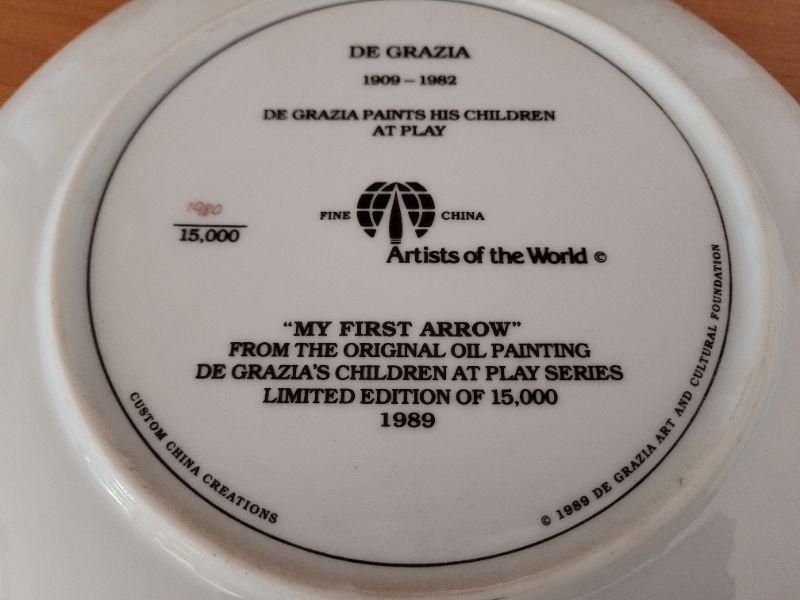 DE GRAZIA
1909 – 1982
DE GRAZIA PAINTS HIS CHILDREN
AT PLAY
1980
15,000
FINE CHINA
Artists of the World ©
“MY FIRST ARROW”
FROM THE ORIGINAL OIL PAINTING
DE GRAZIA'S CHILDREN AT PLAY SERIES
LIMITED EDITION OF 15,000
1989
CUSTOM CHINA CREATIONS
© 1989 DE GRAZIA ART AND CULTURAL FOUNDATION